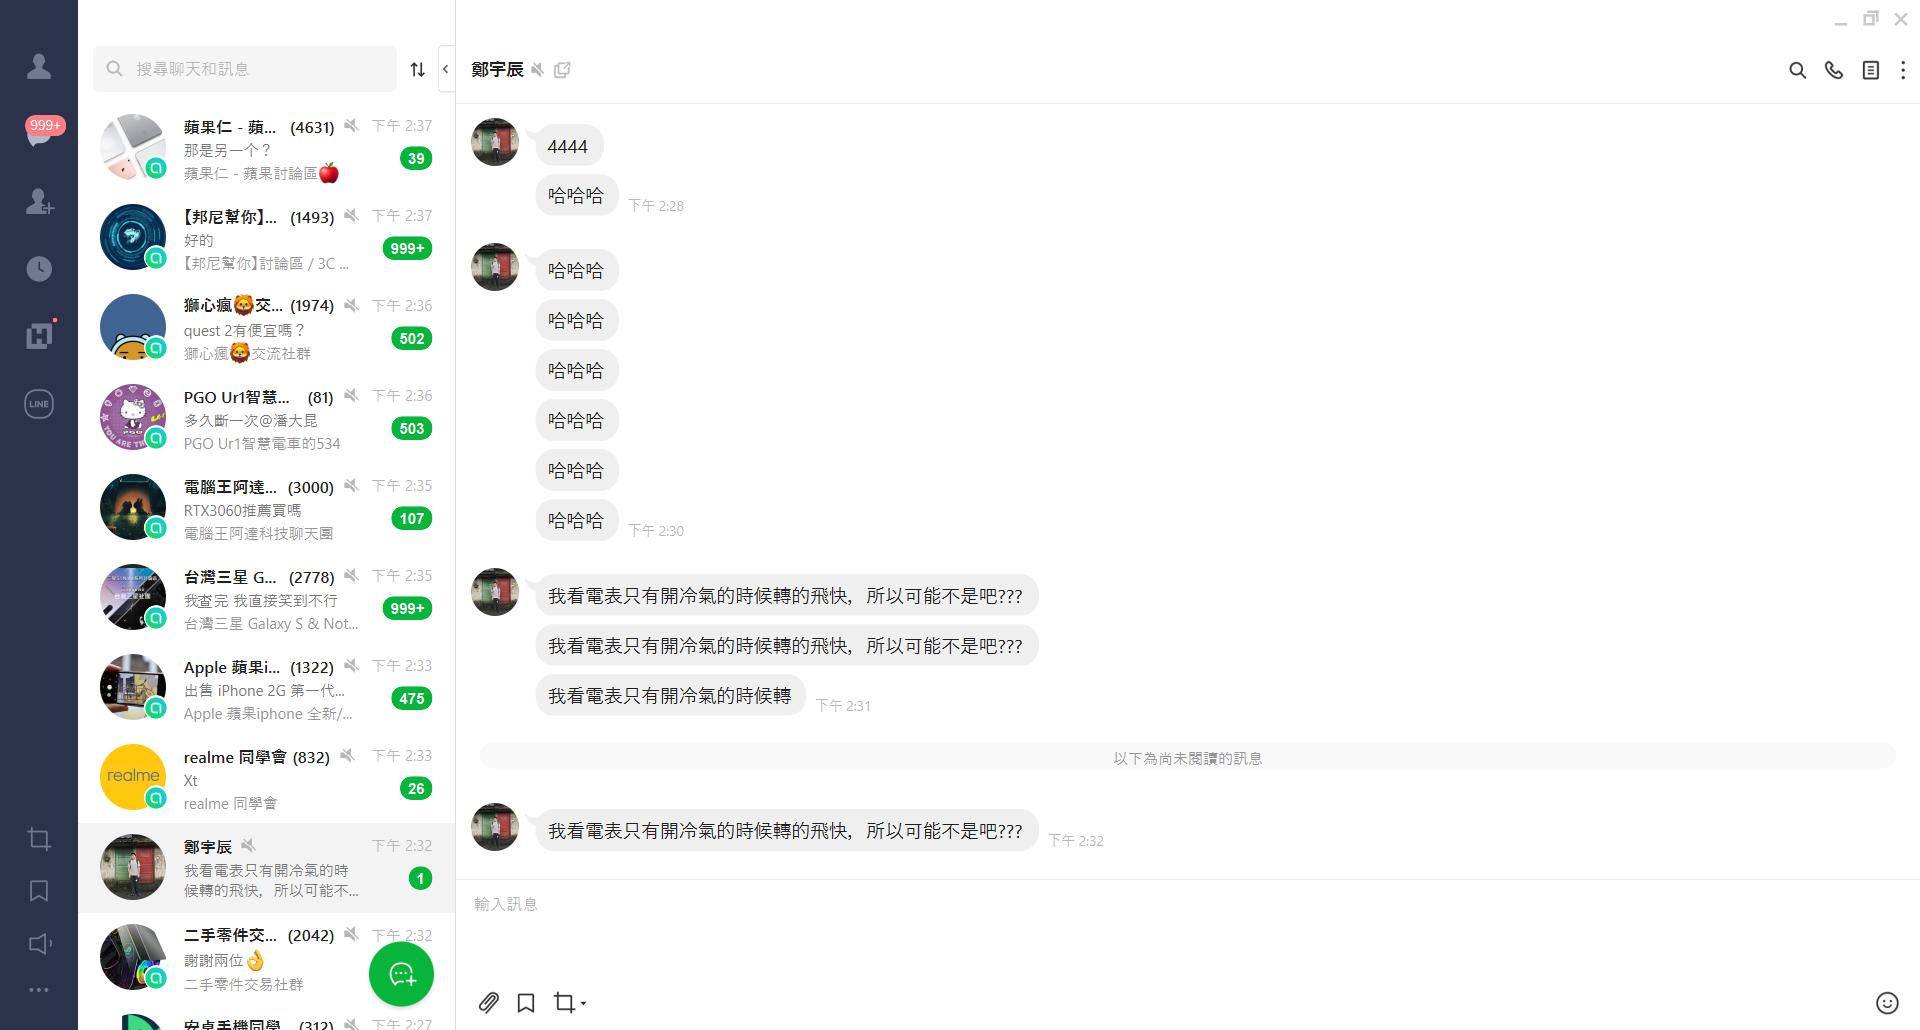 999+
LINE
搜尋聊天和訊息
蘋果仁 - 蘋... (4631) 下午 2:37
那是另一个？ 39
蘋果仁 - 蘋果討論區🍎
【邦尼幫你】... (1493) 下午 2:37
好的 999+
【邦尼幫你】討論區 / 3C ...
獅心瘋🦁交... (1974) 下午 2:36
quest 2有便宜嗎？ 502
獅心瘋🦁交流社群
PGO Ur1智慧... (81) 下午 2:36
多久斷一次@潘大昆 503
PGO Ur1智慧電車的534
電腦王阿達... (3000) 下午 2:35
RTX3060推薦買嗎 107
電腦王阿達科技聊天團
台灣三星 G... (2778) 下午 2:35
我查完 我直接笑到不行 999+
台灣三星 Galaxy S & Not...
Apple 蘋果i... (1322) 下午 2:33
出售 iPhone 2G 第一代... 475
Apple 蘋果iphone 全新/...
realme
realme 同學會 (832) 下午 2:33
Xt 26
realme 同學會
鄭宇辰 下午 2:32
我看電表只有開冷氣的時
候轉的飛快，所以可能不... 1
二手零件交... (2042) 下午 2:32
謝謝兩位👌
二手零件交易社群
安卓手機同學... (312) 下午 2:27
鄭宇辰
4444
哈哈哈 下午 2:28
哈哈哈
哈哈哈
哈哈哈
哈哈哈
哈哈哈
哈哈哈 下午 2:30
我看電表只有開冷氣的時候轉的飛快，所以可能不是吧???
我看電表只有開冷氣的時候轉的飛快，所以可能不是吧???
我看電表只有開冷氣的時候轉 下午 2:31
以下為尚未閱讀的訊息
我看電表只有開冷氣的時候轉的飛快，所以可能不是吧??? 下午 2:32
輸入訊息